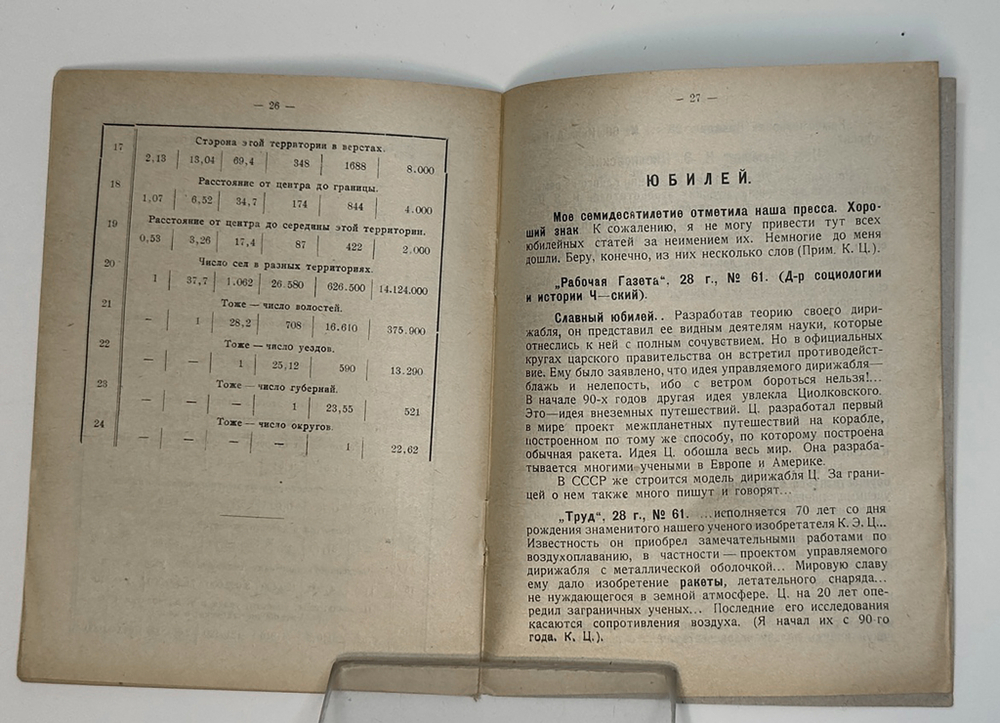 — 26 —
17 Сторона этой территории в верстах.
2,13 13,04 69,4 348 1688 8.000
18 Расстояние от центра до границы.
1,07 6,52 34,7 174 844 4.000
19 Расстояние от центра до середины этой территории.
0,53 3,26 17,4 87 422 2.000
20 Число сел в разных территориях.
1 37,7 1.062 26.580 626.500 14.124.000
21 Тоже — число волостей.
— 1 28,2 708 16.610 375.900
22 Тоже — число уездов.
— — 1 25,12 590 13.290
23 Тоже — число губерний.
— — — 1 23,55 521
24 Тоже — число округов.
— — — — 1 22,62
— 27 —
ЮБИЛЕЙ.
Мое семидесятилетие отметила наша пресса. Хоро-
ший знак К сожалению, я не могу привести тут всех
юбилейных статей за неимением их. Немногие до меня
дошли. Беру, конечно, из них несколько слов (Прим. К. Ц.).
„Рабочая Газета“, 28 г., № 61. (Д-р социологии
и истории Ч—ский).
Славный юбилей.. Разработав теорию своего дири-
жабля, он представил ее видным деятелям науки, которые
отнеслись к ней с полным сочувствием. Но в официальных
кругах царского правительства он встретил противодейст-
вие. Ему было заявлено, что идея управляемого дирижабля—
блажь и нелепость, ибо с ветром бороться нельзя!...
В начале 90-х годов другая идея увлекла Циолковского.
Это—идея внеземных путешествий. Ц. разработал первый
в мире проект межпланетных путешествий на корабле,
построенном по тому же способу, по которому построена
обычная ракета. Идея Ц. обошла весь мир. Она разраба-
тывается многими учеными в Европе и Америке.
В СССР же строится модель дирижабля Ц. За грани-
цей о нем также много пишут и говорят...
„Труд“, 28 г., № 61. ...исполняется 70 лет со дня
рождения знаменитого нашего ученого изобретателя К. Э. Ц...
Известность он приобрел замечательными работами по
воздухоплаванию, в частности — проектом управляемого
дирижабля с металлической оболочкой... Мировую славу
ему дало изобретение ракеты, летательного снаряда...
не нуждающегося в земной атмосфере. Ц. на 20 лет опе-
редил заграничных ученых... Последние его исследования
касаются сопротивления воздуха. (Я начал их с 90-го
года. К. Ц.).